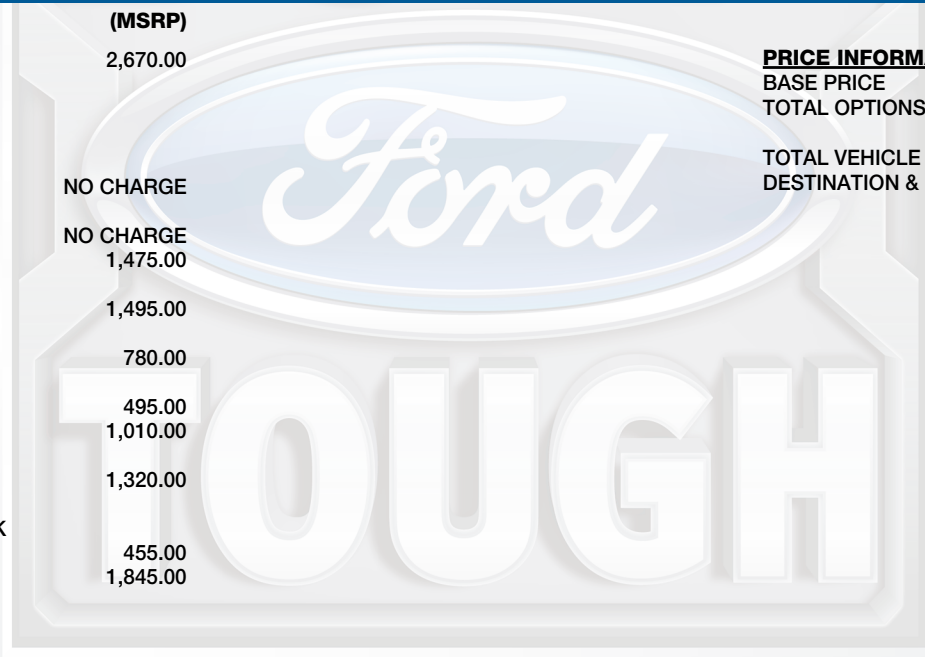 (MSRP)
2,670.00
NO CHARGE
NO CHARGE
1,475.00
1,495.00
780.00
495.00
1,010.00
1,320.00
K
455.00
1,845.00
PRICE INFORMA
BASE PRICE
TOTAL OPTIONS
TOTAL VEHICLE
DESTINATION &
Ford
TOUGH